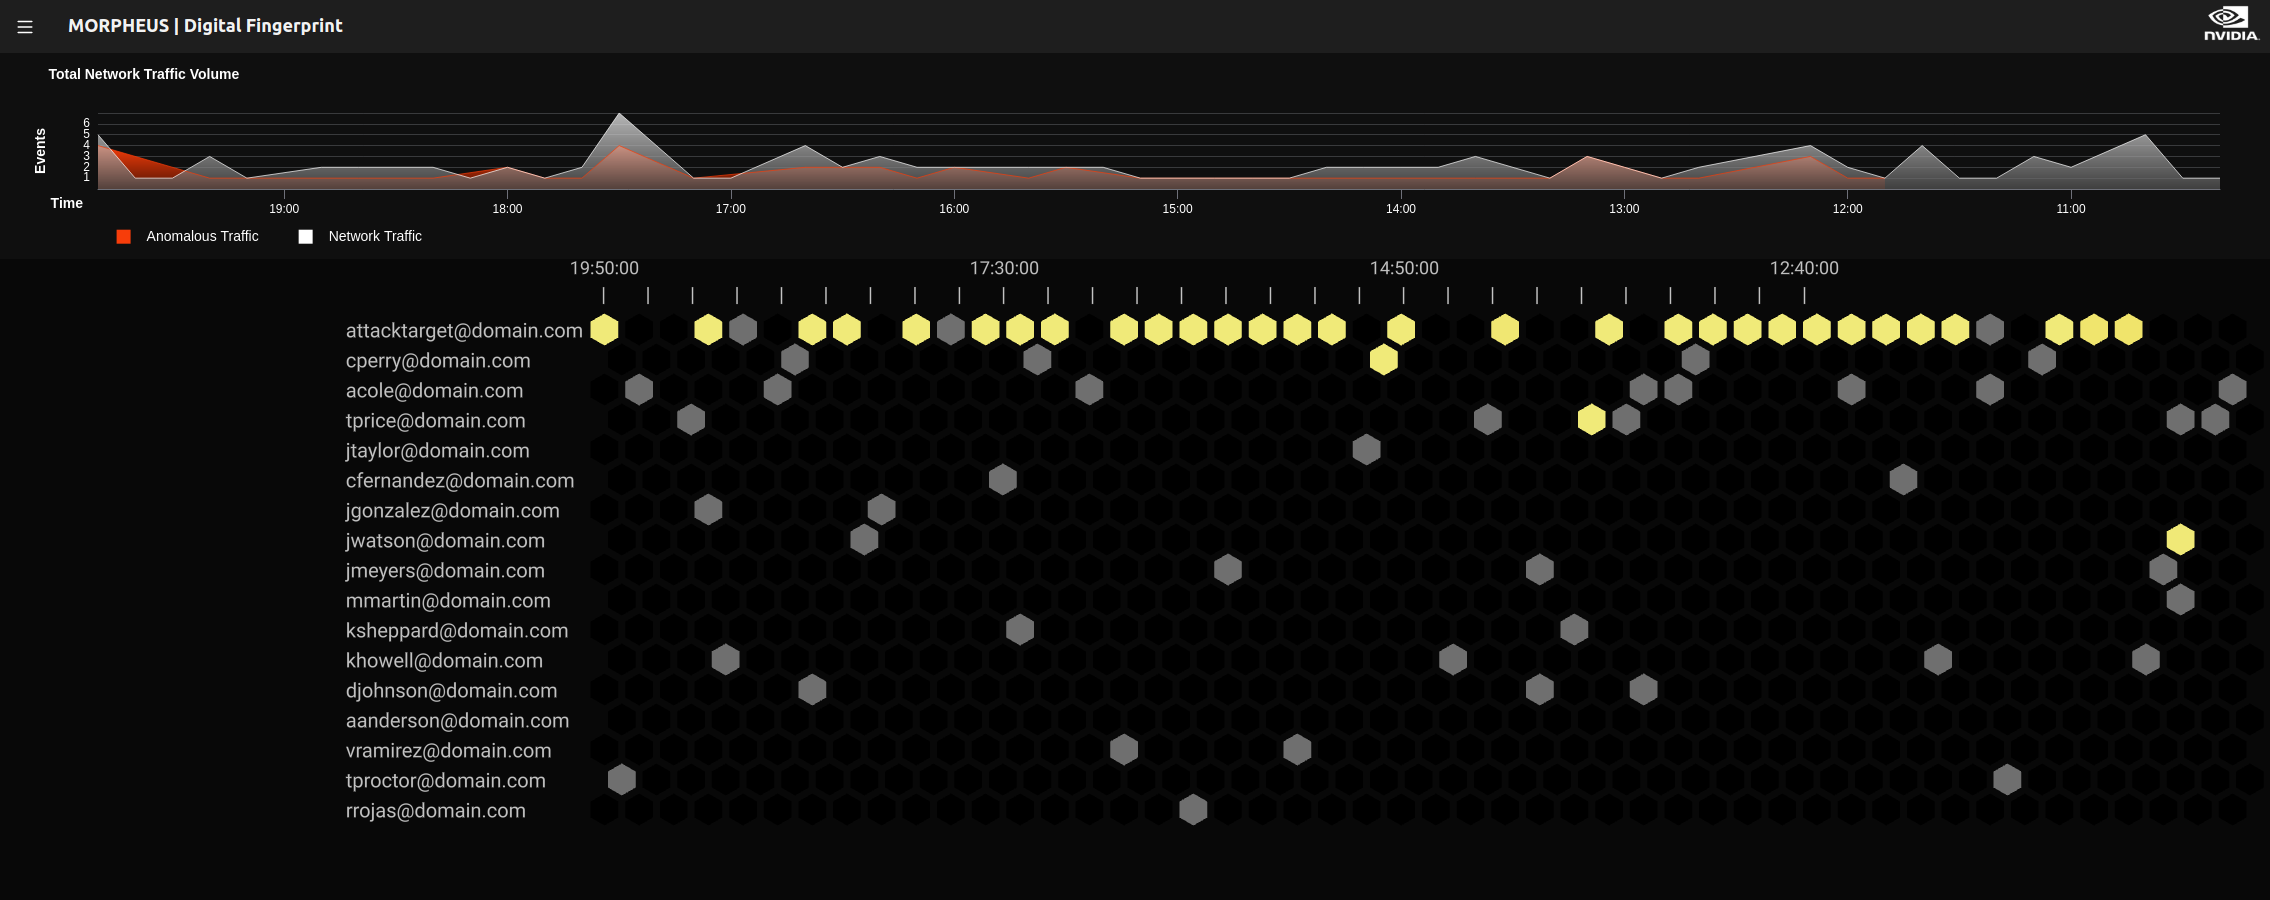 MORPHEUS | Digital Fingerprint
NVIDIA.
Total Network Traffic Volume
Events
6
5
4
3
2
1
Time
19:00 18:00 17:00 16:00 15:00 14:00 13:00 12:00 11:00
Anomalous Traffic Network Traffic
19:50:00 17:30:00 14:50:00 12:40:00
attacktarget@domain.com
cperry@domain.com
acole@domain.com
tprice@domain.com
jtaylor@domain.com
cfernandez@domain.com
jgonzalez@domain.com
jwatson@domain.com
jmeyers@domain.com
mmartin@domain.com
ksheppard@domain.com
khowell@domain.com
djohnson@domain.com
aanderson@domain.com
vramirez@domain.com
tproctor@domain.com
rrojas@domain.com